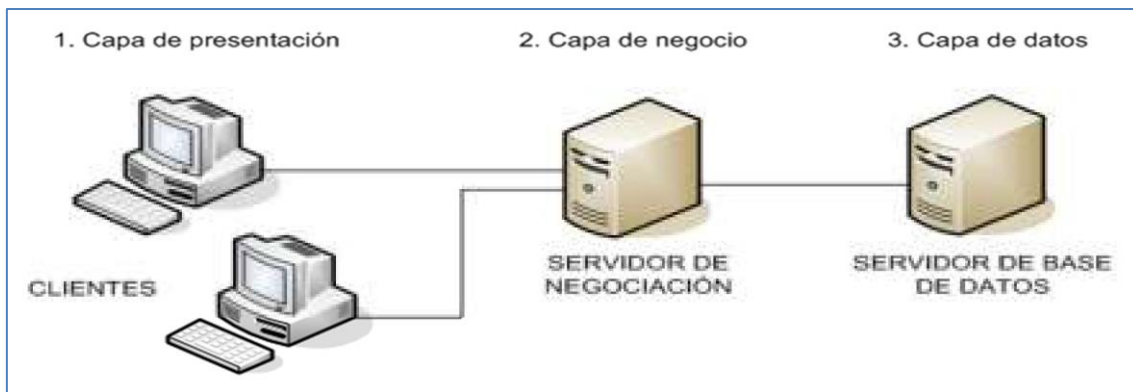 1. Capa de presentación
2. Capa de negocio
3. Capa de datos
CLIENTES
SERVIDOR DE
NEGOCIACIÓN
SERVIDOR DE BASE
DE DATOS